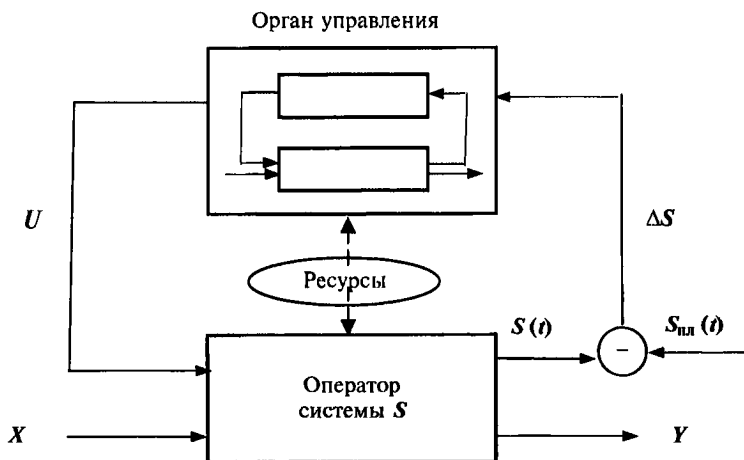 Орган управления
U
ΔS
Ресурсы
S(t)
Sпл(t)
−
Оператор
системы S
X
Y